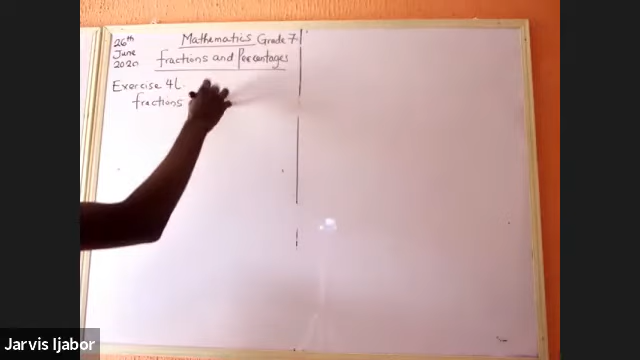 26th
June
2020
Mathematics Grade 7
fractions and Percentages
Exercise 4L.
fractions
Jarvis Ijabor